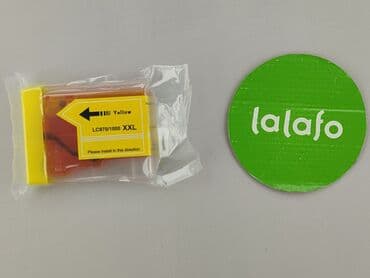 Yellow
LC970/1000 XXL
Please install in this direction
lalafo